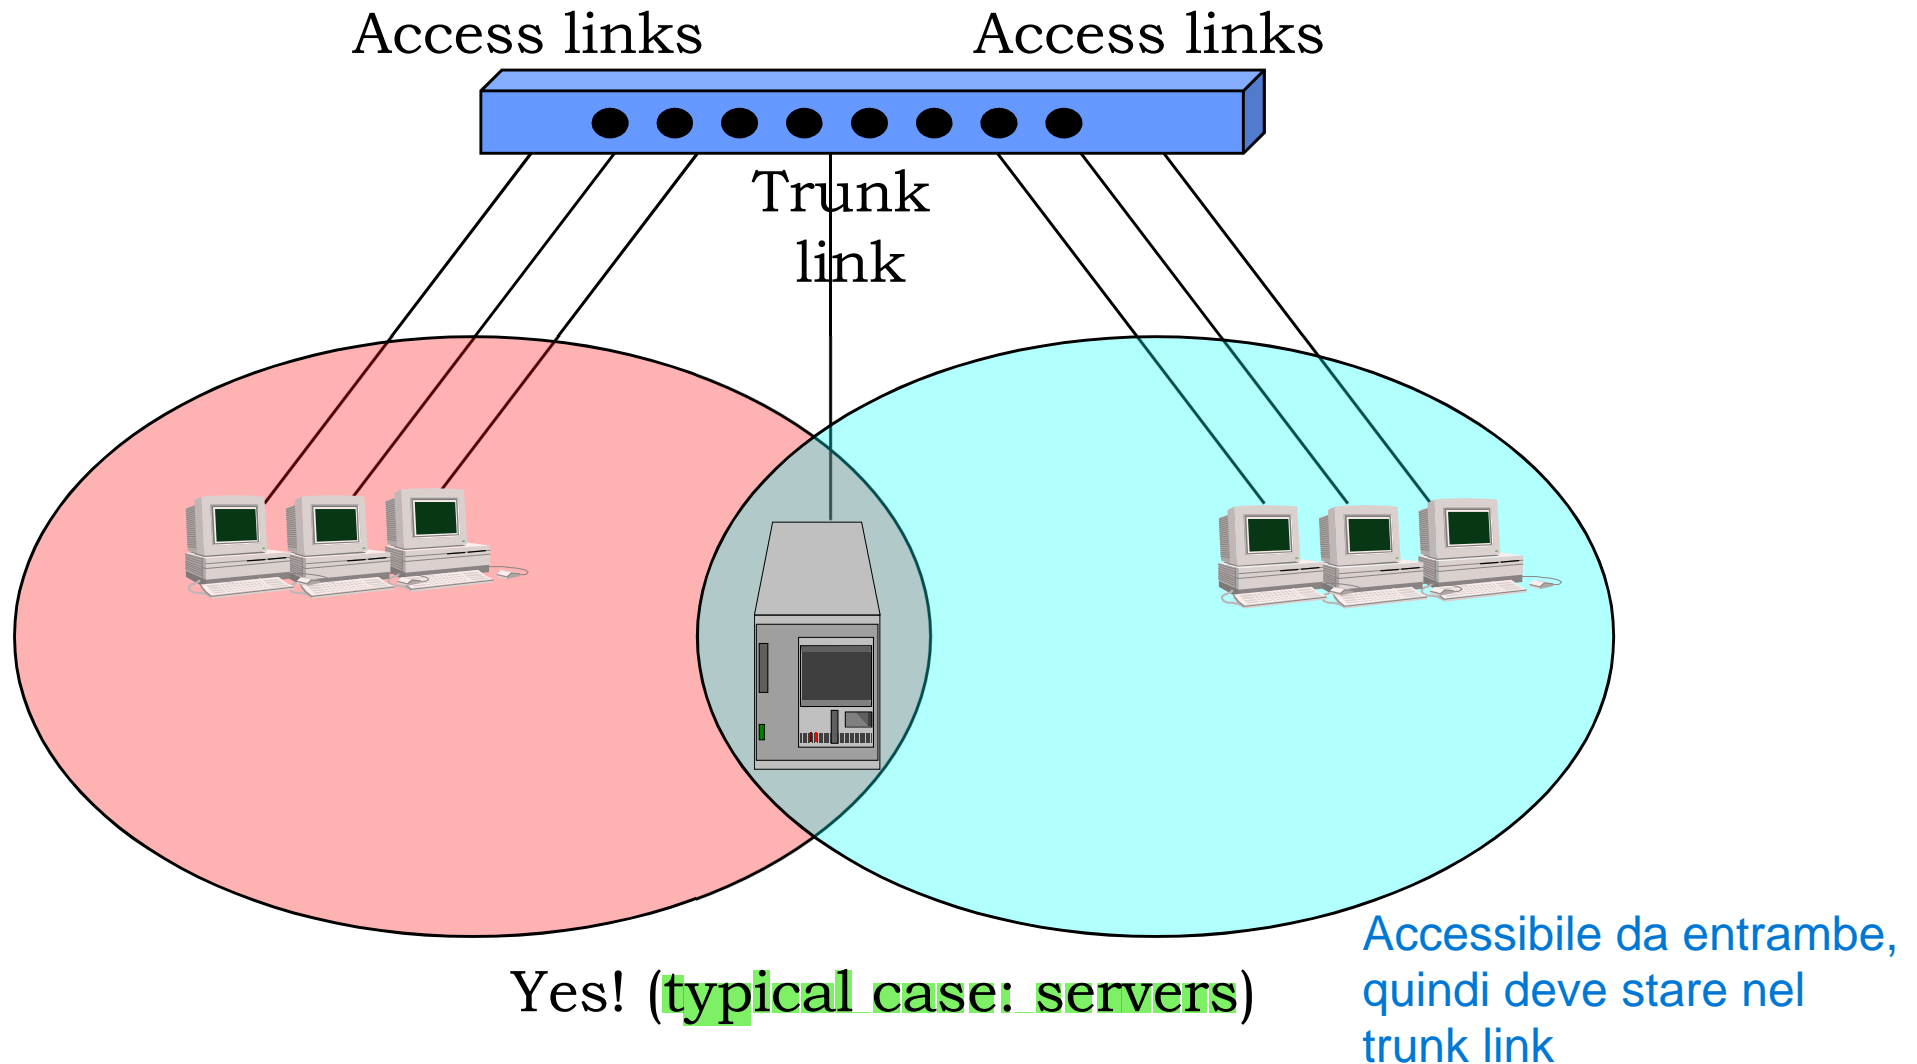 Access links
Access links
Trunk
link
Yes! (typical case: servers)
Accessibile da entrambe,
quindi deve stare nel
trunk link